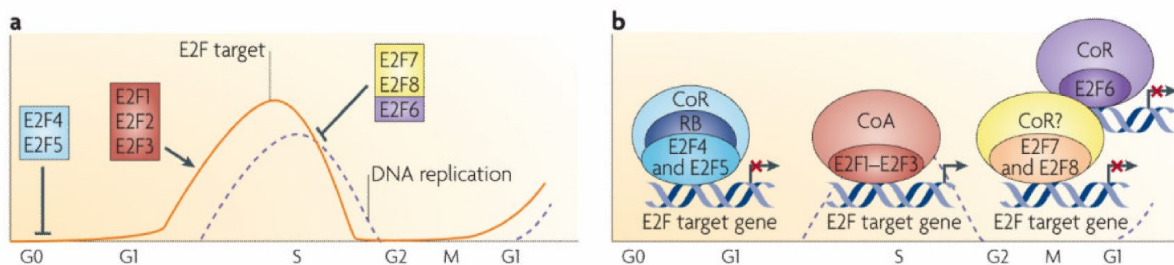 a
E2F target
E2F4
E2F5
E2F1
E2F2
E2F3
E2F7
E2F8
E2F6
DNA replication
G0 G1 S G2 M G1
b
CoR
RB
E2F4
and E2F5
E2F target gene
CoA
E2F1–E2F3
E2F target gene
CoR
E2F6
CoR?
E2F7
and E2F8
E2F target gene
G0 G1 S G2 M G1